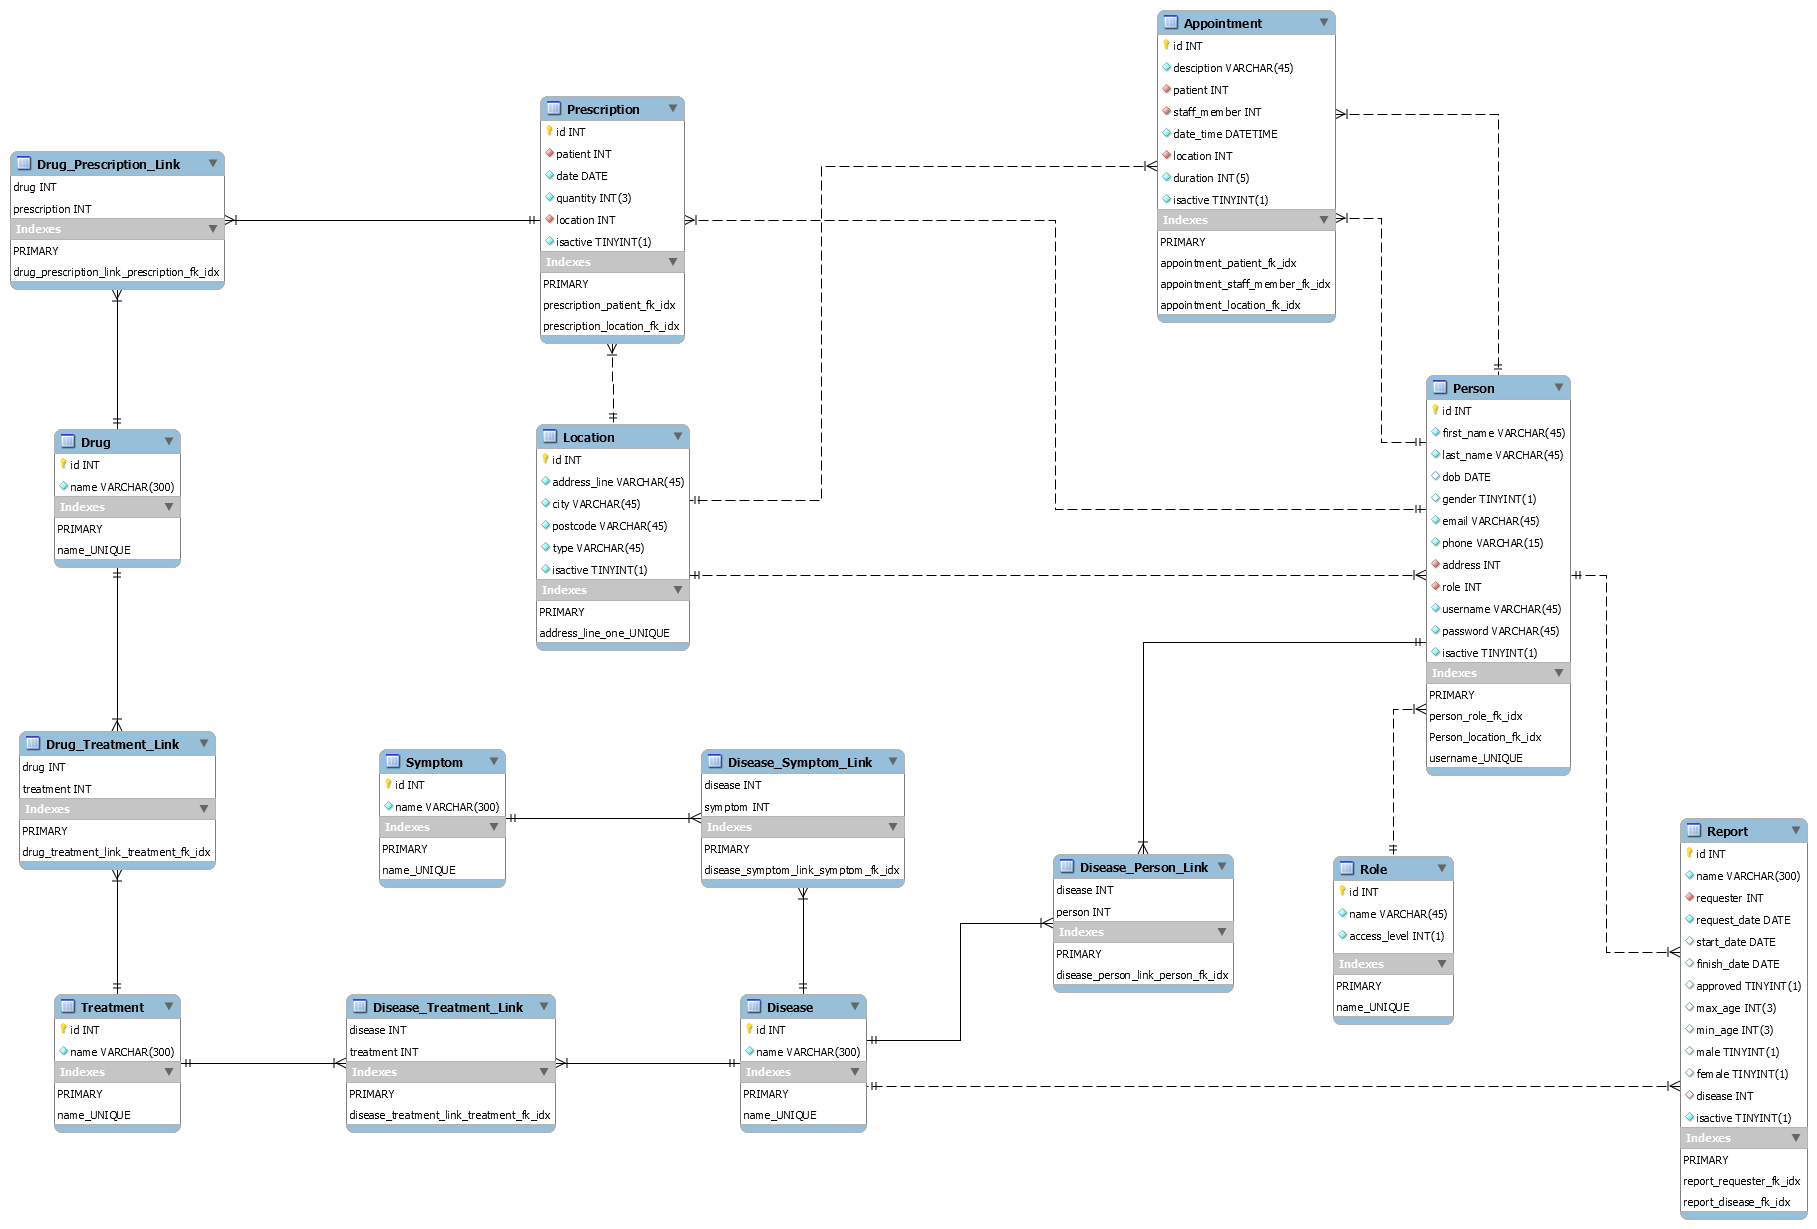 Appointment
id INT
desciption VARCHAR(45)
patient INT
staff_member INT
date_time DATETIME
location INT
duration INT(5)
isactive TINYINT(1)
Indexes
PRIMARY
appointment_patient_fk_idx
appointment_staff_member_fk_idx
appointment_location_fk_idx
Prescription
id INT
patient INT
date DATE
quantity INT(3)
location INT
isactive TINYINT(1)
Indexes
PRIMARY
prescription_patient_fk_idx
prescription_location_fk_idx
Drug_Prescription_Link
drug INT
prescription INT
Indexes
PRIMARY
drug_prescription_link_prescription_fk_idx
Person
id INT
first_name VARCHAR(45)
last_name VARCHAR(45)
dob DATE
gender TINYINT(1)
email VARCHAR(45)
phone VARCHAR(15)
address INT
role INT
username VARCHAR(45)
password VARCHAR(45)
isactive TINYINT(1)
Indexes
PRIMARY
person_role_fk_idx
Person_location_fk_idx
username_UNIQUE
Location
id INT
address_line VARCHAR(45)
city VARCHAR(45)
postcode VARCHAR(45)
type VARCHAR(45)
isactive TINYINT(1)
Indexes
PRIMARY
address_line_one_UNIQUE
Drug
id INT
name VARCHAR(300)
Indexes
PRIMARY
name_UNIQUE
Drug_Treatment_Link
drug INT
treatment INT
Indexes
PRIMARY
drug_treatment_link_treatment_fk_idx
Symptom
id INT
name VARCHAR(300)
Indexes
PRIMARY
name_UNIQUE
Disease_Symptom_Link
disease INT
symptom INT
Indexes
PRIMARY
disease_symptom_link_symptom_fk_idx
Disease_Person_Link
disease INT
person INT
Indexes
PRIMARY
disease_person_link_person_fk_idx
Role
id INT
name VARCHAR(45)
access_level INT(1)
Indexes
PRIMARY
name_UNIQUE
Report
id INT
name VARCHAR(300)
requester INT
request_date DATE
start_date DATE
finish_date DATE
approved TINYINT(1)
max_age INT(3)
min_age INT(3)
male TINYINT(1)
female TINYINT(1)
disease INT
isactive TINYINT(1)
Indexes
PRIMARY
report_requester_fk_idx
report_disease_fk_idx
Treatment
id INT
name VARCHAR(300)
Indexes
PRIMARY
name_UNIQUE
Disease_Treatment_Link
disease INT
treatment INT
Indexes
PRIMARY
disease_treatment_link_treatment_fk_idx
Disease
id INT
name VARCHAR(300)
Indexes
PRIMARY
name_UNIQUE